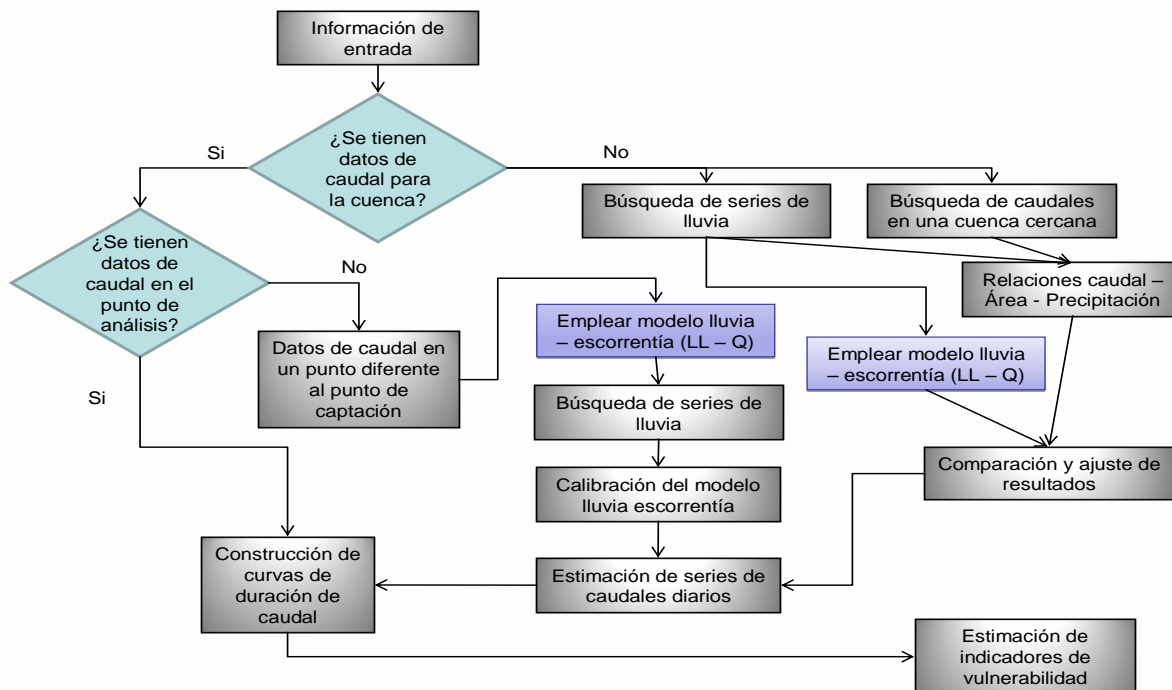 Información de
entrada
¿Se tienen
datos de
caudal para
la cuenca?
Si
No
Búsqueda de series de
lluvia
Búsqueda de caudales
en una cuenca cercana
¿Se tienen
datos de
caudal en el
punto de
análisis?
No
Relaciones caudal –
Área - Precipitación
Datos de caudal en
un punto diferente
al punto de
captación
Emplear modelo lluvia
– escorrentía (LL – Q)
Emplear modelo lluvia
– escorrentía (LL – Q)
Si
Búsqueda de series de
lluvia
Comparación y ajuste de
resultados
Calibración del modelo
lluvia escorrentía
Construcción de
curvas de
duración de
caudal
Estimación de series de
caudales diarios
Estimación de
indicadores de
vulnerabilidad